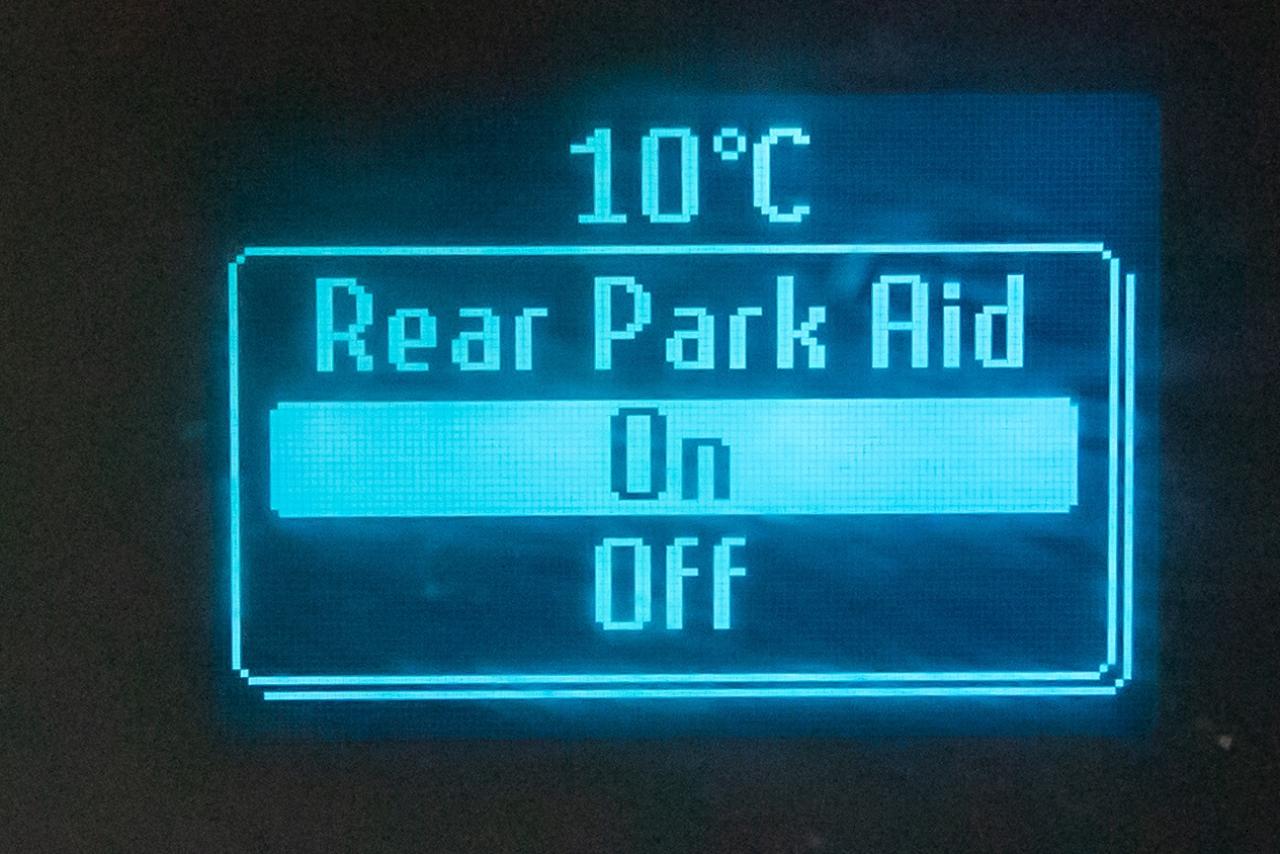 10°C
Rear Park Aid
On
Off